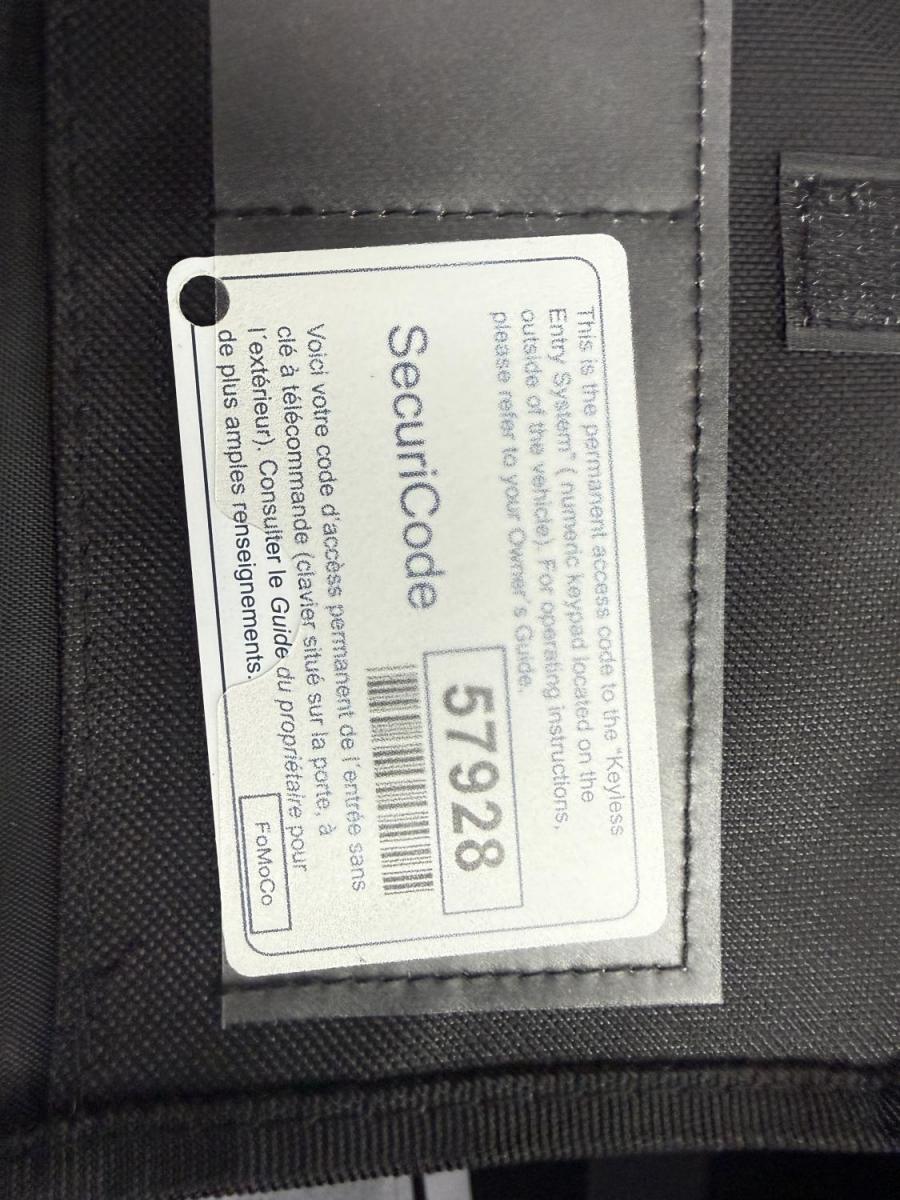 This is the permanent access code to the "Keyless
Entry System" ( numeric keypad located on the
outside of the vehicle). For operating instructions,
please refer to your Owner's Guide.
SecuriCode
57928
Voici votre code d'accès permanent de l'entrée sans
clé à télécommande (clavier situé sur la porte, à
l'extérieur). Consulter le Guide du propriétaire pour
de plus amples renseignements.
FoMoCo